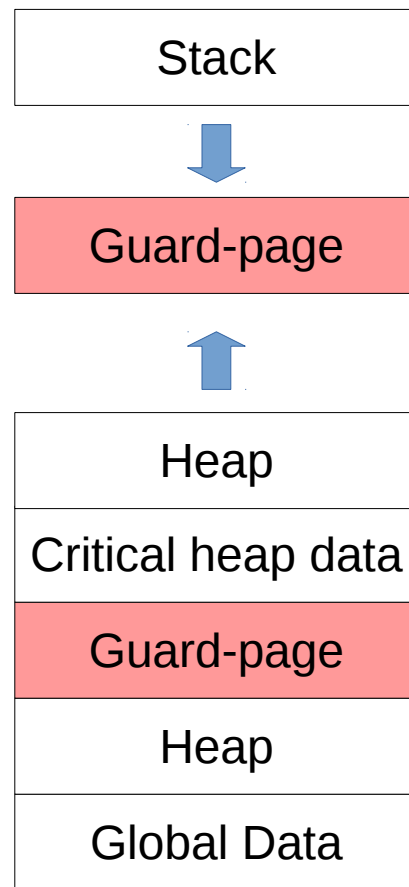 Stack
Guard-page
Heap
Critical heap data
Guard-page
Heap
Global Data